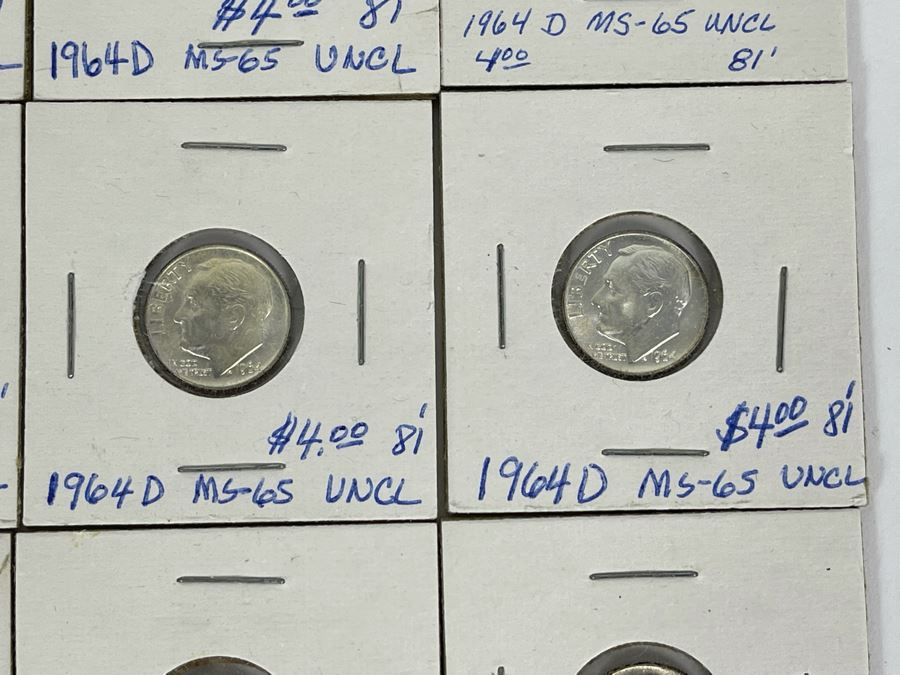 $4.00 81'
1964D MS-65 UNCL
1964 D MS-65 UNCL
4.00 81'
LIBERTY
IN GOD
WE TRUST
1964
$4.00 81'
1964D MS-65 UNCL
LIBERTY
IN GOD
WE TRUST
1964
$4.00 81'
1964D MS-65 UNCL